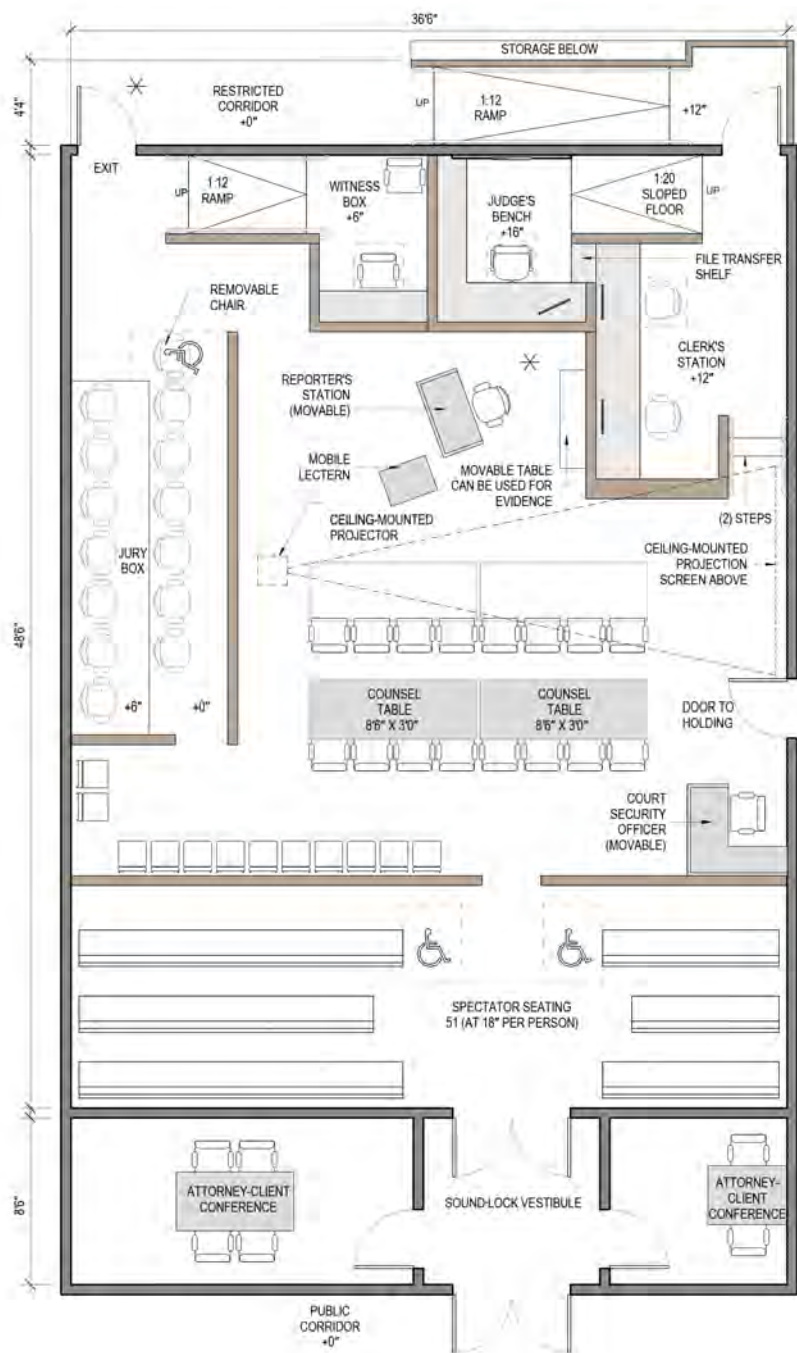 36'6"
STORAGE BELOW
4'4"
RESTRICTED
CORRIDOR
+0"
UP
1:12
RAMP
+12"
EXIT
UP
1:12
RAMP
WITNESS
BOX
+6"
JUDGE'S
BENCH
+16"
1:20
SLOPED
FLOOR
UP
FILE TRANSFER
SHELF
REMOVABLE
CHAIR
CLERK'S
STATION
+12"
REPORTER'S
STATION
(MOVABLE)
MOBILE
LECTERN
MOVABLE TABLE
CAN BE USED FOR
EVIDENCE
CEILING-MOUNTED
PROJECTOR
(2) STEPS
JURY
BOX
CEILING-MOUNTED
PROJECTION
SCREEN ABOVE
48'6"
+6"
+0"
COUNSEL
TABLE
8'6" X 3'0"
COUNSEL
TABLE
8'6" X 3'0"
DOOR TO
HOLDING
COURT
SECURITY
OFFICER
(MOVABLE)
SPECTATOR SEATING
51 (AT 18" PER PERSON)
8'6"
ATTORNEY-CLIENT
CONFERENCE
SOUND-LOCK VESTIBULE
ATTORNEY-
CLIENT
CONFERENCE
PUBLIC
CORRIDOR
+0"